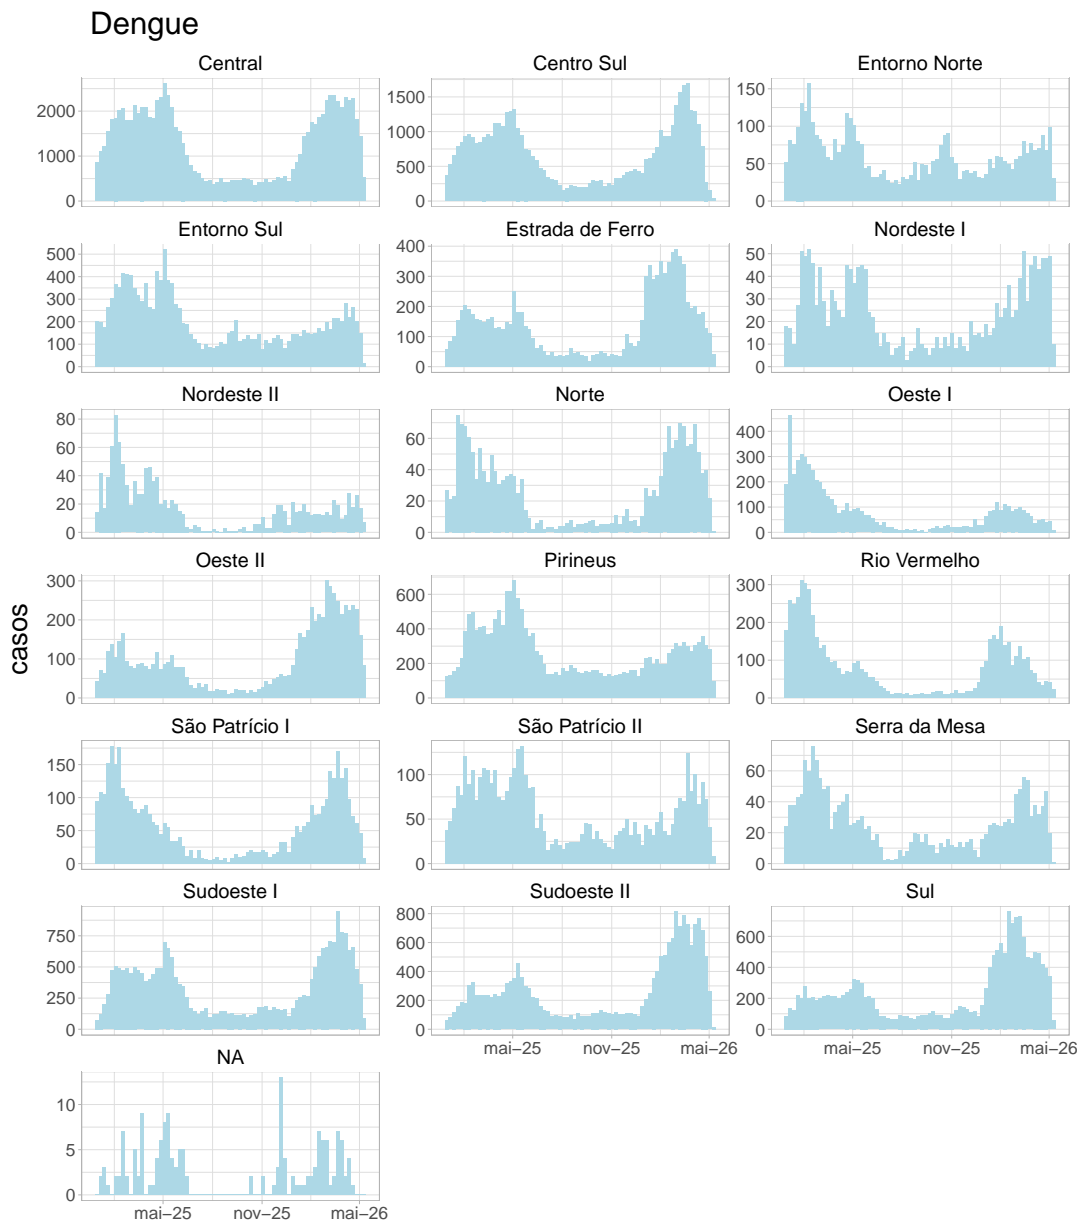 Dengue
Central
Centro Sul
Entorno Norte
2000
1000
0
1500
1000
500
0
150
100
50
0
Entorno Sul
Estrada de Ferro
Nordeste I
500
400
300
200
100
0
400
300
200
100
0
50
40
30
20
10
0
Nordeste II
Norte
Oeste I
80
60
40
20
0
60
40
20
0
400
300
200
100
0
Oeste II
Pirineus
Rio Vermelho
300
200
100
0
600
400
200
0
300
200
100
0
casos
São Patrício I
São Patrício II
Serra da Mesa
150
100
50
0
100
50
0
60
40
20
0
Sudoeste I
Sudoeste II
Sul
750
500
250
0
800
600
400
200
0
600
400
200
0
mai–25
nov–25
mai–26
mai–25
nov–25
mai–26
NA
10
5
0
mai–25
nov–25
mai–26